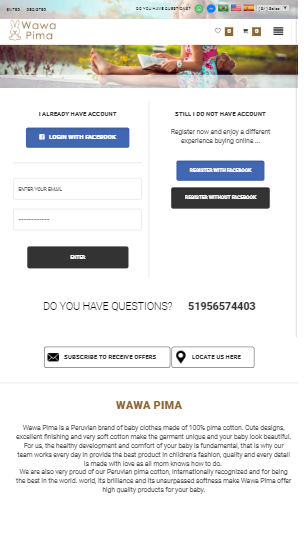 ENTER | REGISTER
DO YOU HAVE QUESTIONS?
(S/) Soles
Wawa
Pima
0
0
I ALREADY HAVE ACCOUNT
LOGIN WITH FACEBOOK
ENTER YOUR EMAIL
ENTER
STILL I DO NOT HAVE ACCOUNT
Register now and enjoy a different
experience buying online ...
REGISTER WITH FACEBOOK
REGISTER WITHOUT FACEBOOK
DO YOU HAVE QUESTIONS? 51956574403
SUBSCRIBE TO RECEIVE OFFERS
LOCATE US HERE
WAWA PIMA
Wawa Pima is a Peruvian brand of baby clothes made of 100% pima cotton. Cute designs,
excellent finishing and very soft cotton make the garment unique and your baby look beautiful.
For us, the healthy development and comfort of your baby is fundamental, that is why our
team works every day in provide the best product in children's fashion, quality and every detail
is made with love as all mom knows how to do.
We are also very proud of our Peruvian pima cotton, internationally recognized and for being
the best in the world. world, its brilliance and its unsurpassed softness make Wawa Pima offer
high quality products for your baby.